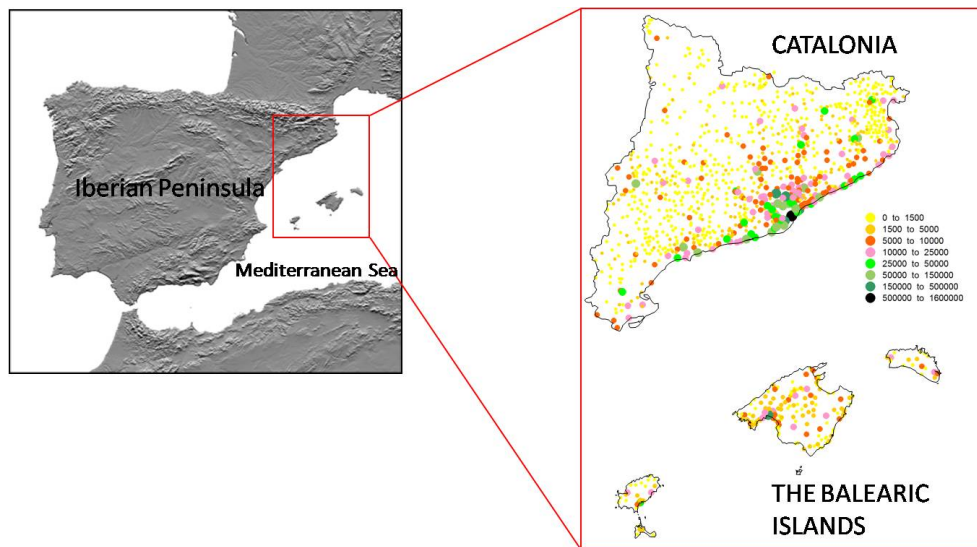 Iberian Peninsula
Mediterranean Sea
CATALONIA
0 to 1500
1500 to 5000
5000 to 10000
10000 to 25000
25000 to 50000
50000 to 150000
150000 to 500000
500000 to 1600000
THE BALEARIC
ISLANDS